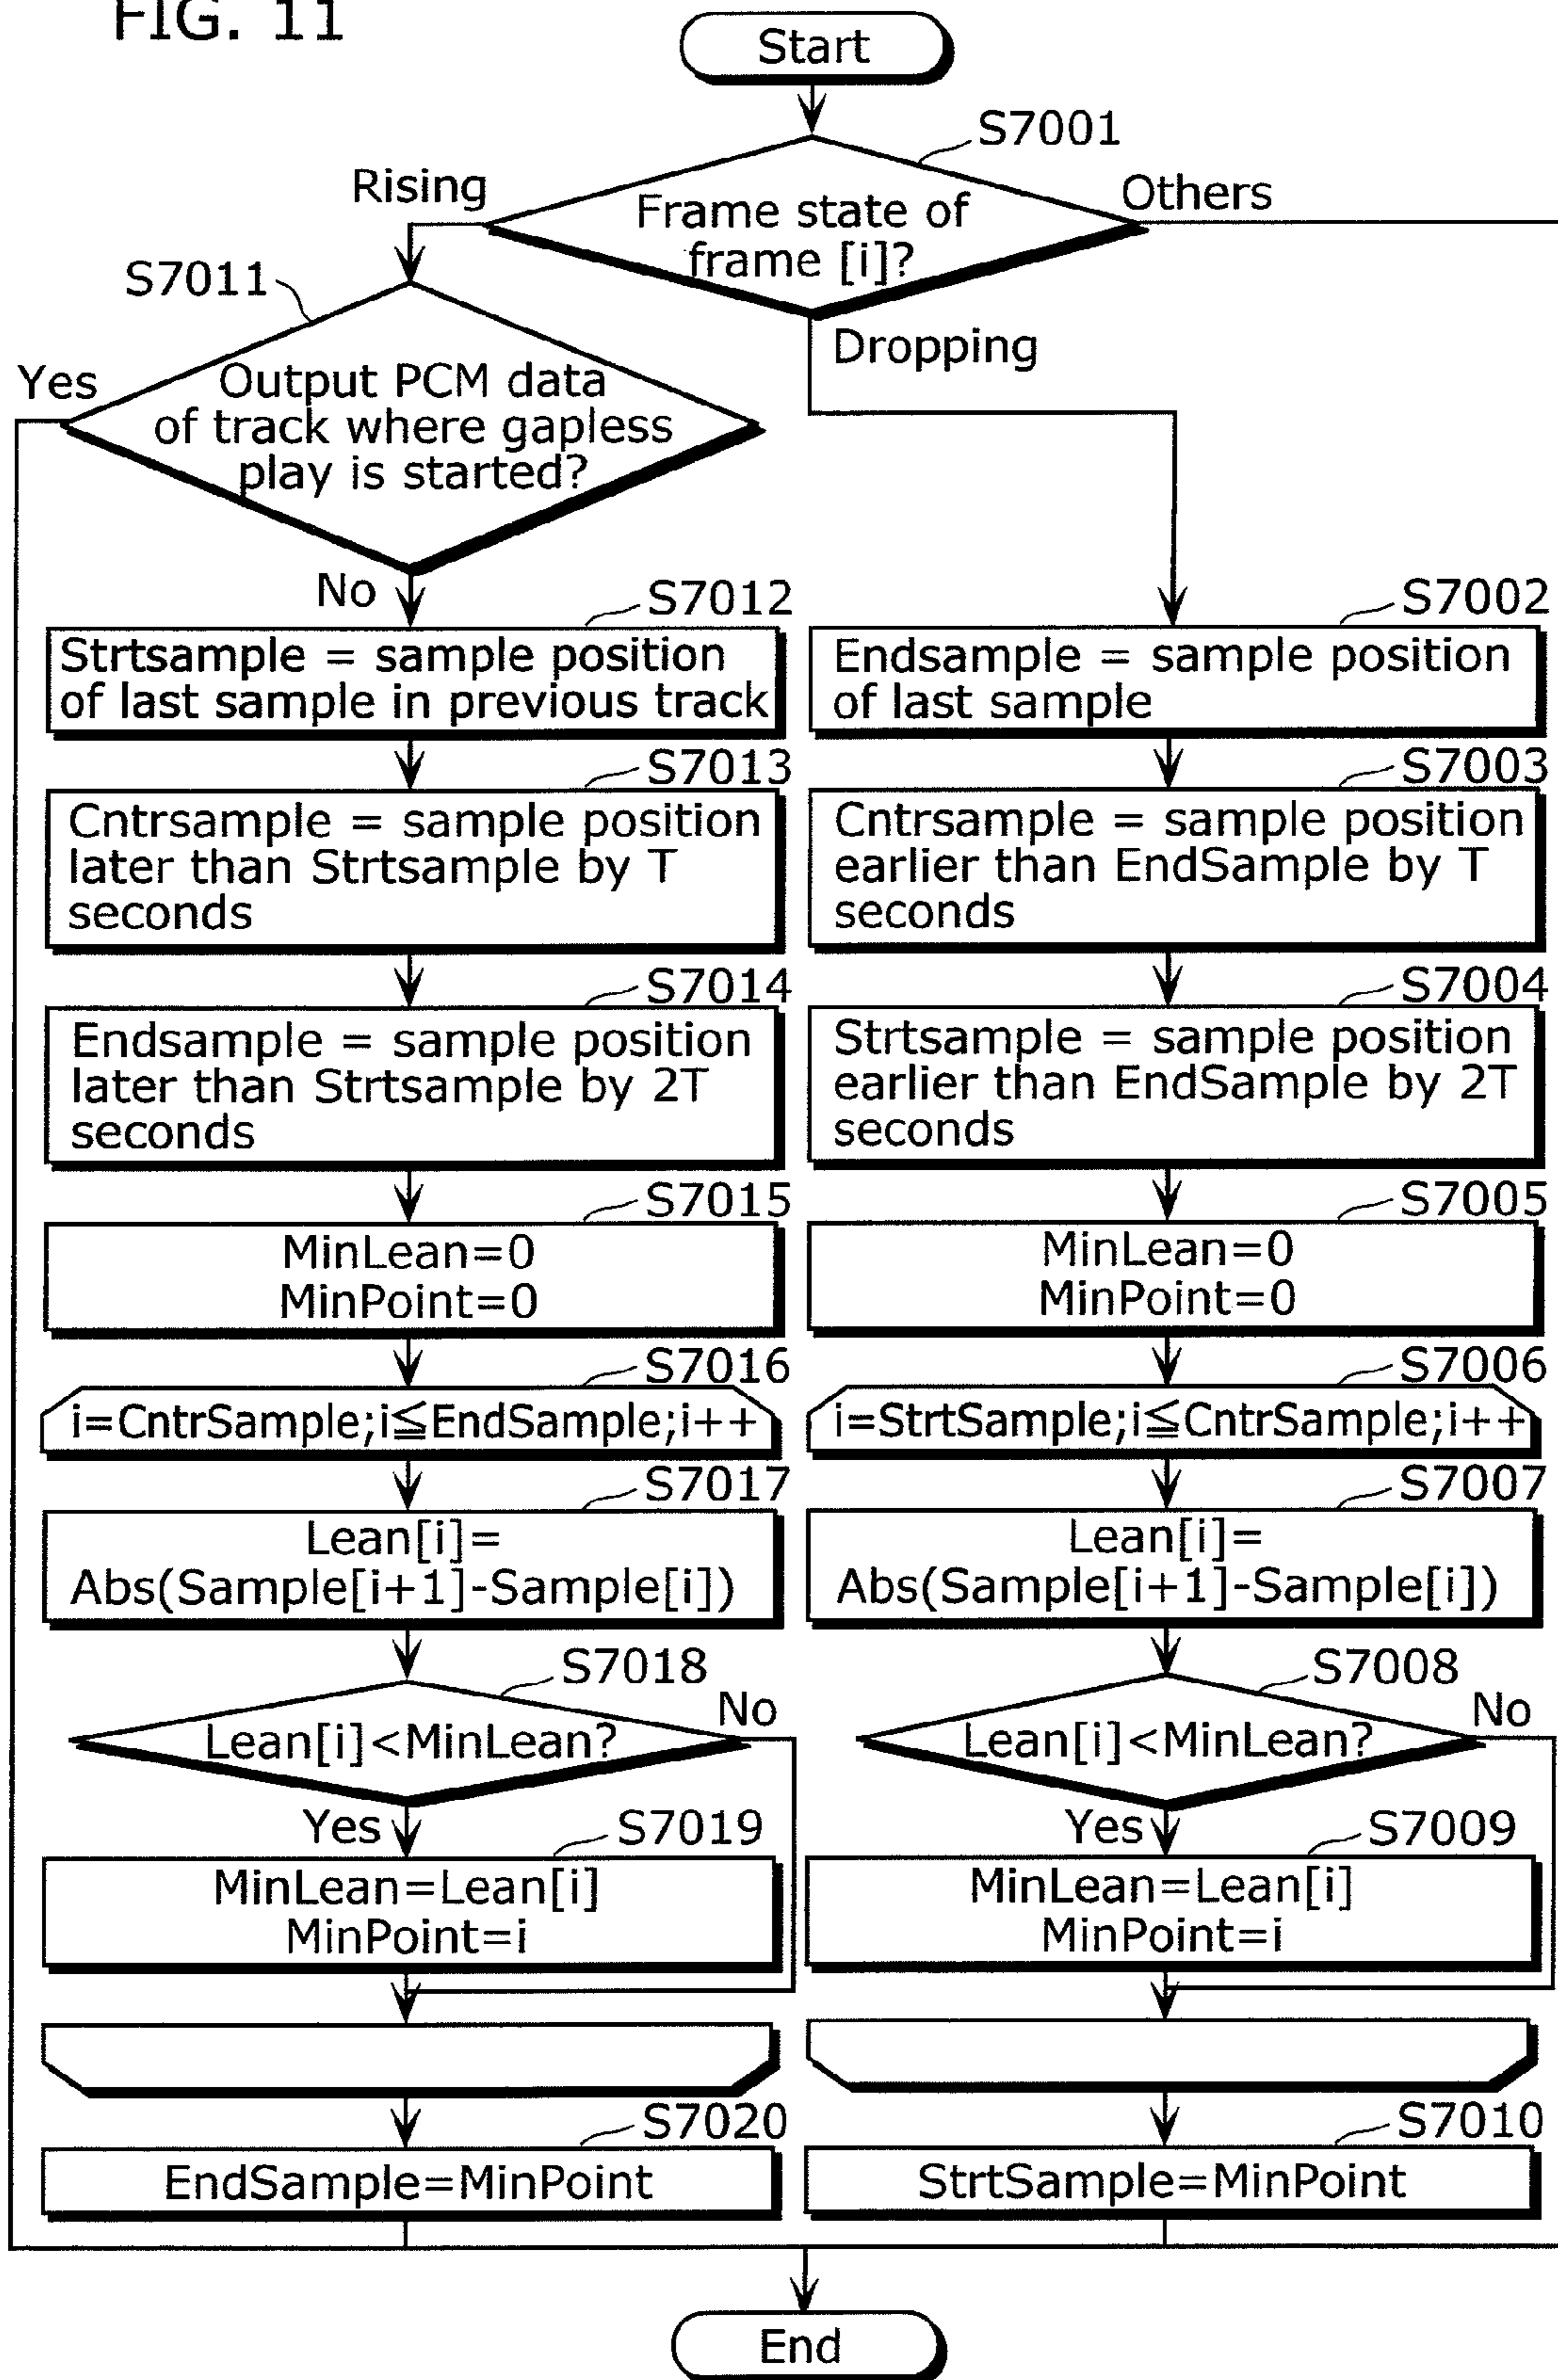 FIG. 11
Start
S7001
Rising
Others
Frame state of
frame [i]?
S7011
Dropping
Yes
Output PCM data
of track where gapless
play is started?
No
S7012
Strtsample = sample position
of last sample in previous track
S7013
Cntrsample = sample position
later than Strtsample by T
seconds
S7014
Endsample = sample position
later than Strtsample by 2T
seconds
S7015
MinLean=0
MinPoint=0
S7016
i=CntrSample;i≦EndSample;i++
S7017
Lean[i]=
Abs(Sample[i+1]-Sample[i])
S7018
Lean[i]<MinLean?
No
Yes
S7019
MinLean=Lean[i]
MinPoint=i
S7020
EndSample=MinPoint
S7002
Endsample = sample position
of last sample
S7003
Cntrsample = sample position
earlier than EndSample by T
seconds
S7004
Strtsample = sample position
earlier than EndSample by 2T
seconds
S7005
MinLean=0
MinPoint=0
S7006
i=StrtSample;i≦CntrSample;i++
S7007
Lean[i]=
Abs(Sample[i+1]-Sample[i])
S7008
Lean[i]<MinLean?
No
Yes
S7009
MinLean=Lean[i]
MinPoint=i
S7010
StrtSample=MinPoint
End